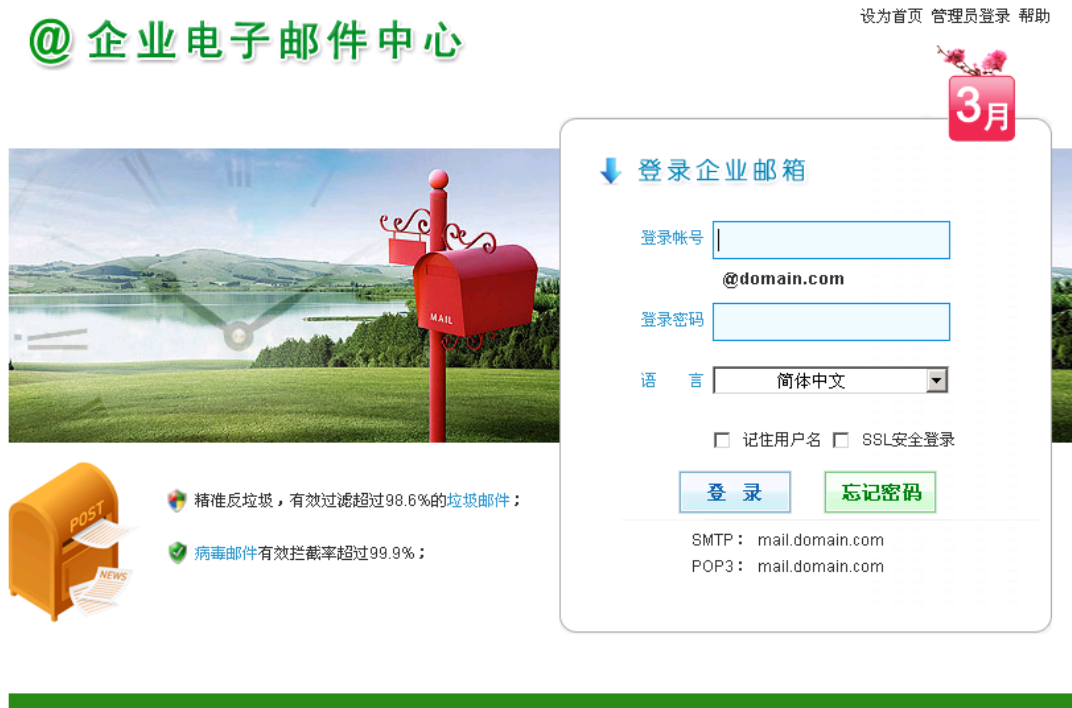 设为首页 管理员登录 帮助
@ 企业电子邮件中心
3月
登录企业邮箱
登录帐号
@domain.com
登录密码
语 言 简体中文
记住用户名 SSL安全登录
登 录 忘记密码
SMTP： mail.domain.com
POP3： mail.domain.com
MAIL
POST
NEWS
精准反垃圾，有效过滤超过98.6%的垃圾邮件；
病毒邮件有效拦截率超过99.9%；